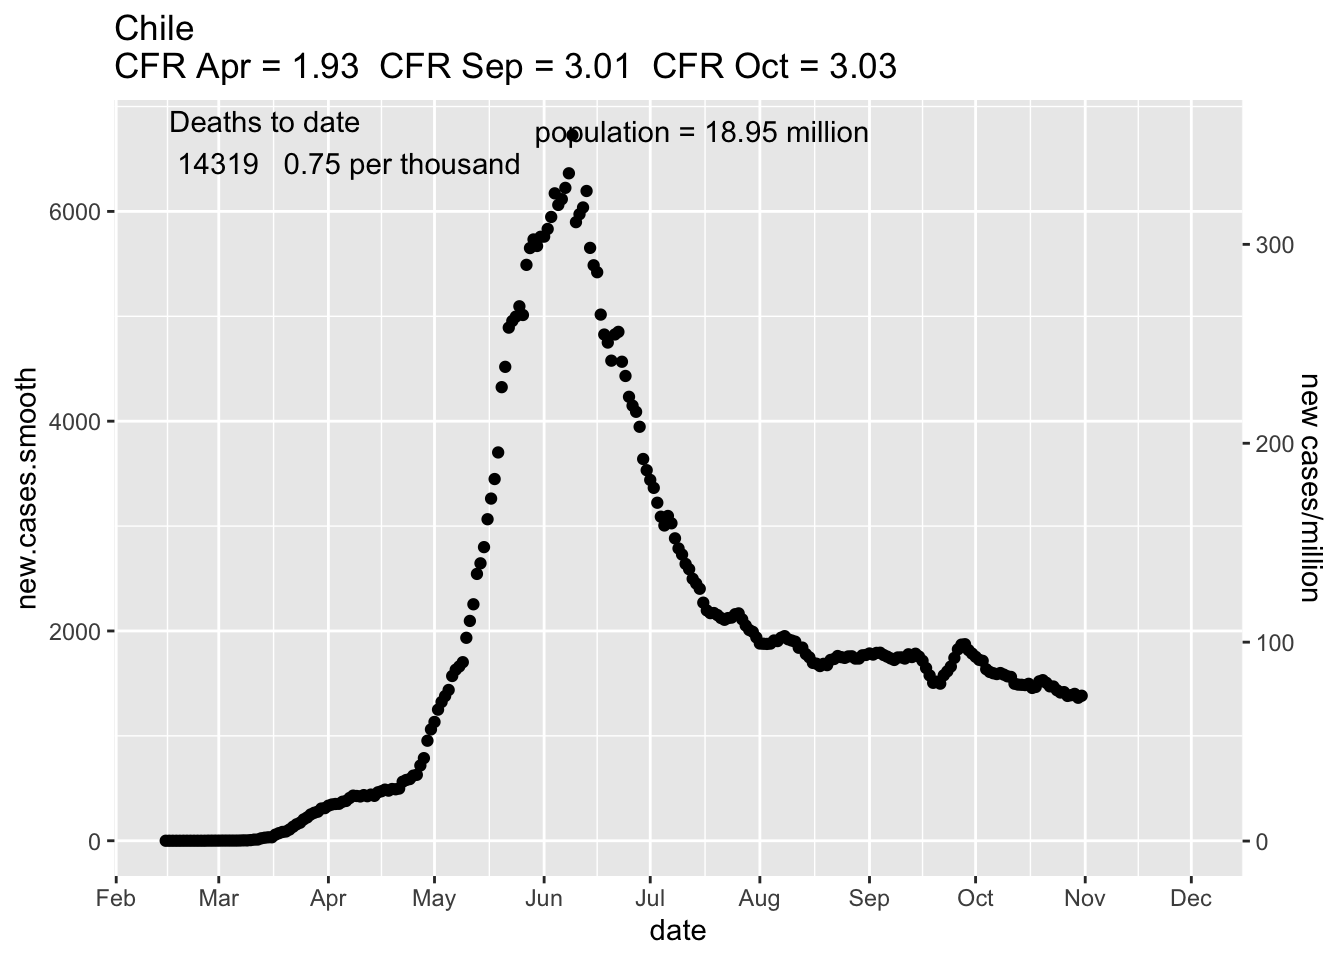 Chile
CFR Apr = 1.93  CFR Sep = 3.01  CFR Oct = 3.03
Deaths to date
14319   0.75 per thousand
population = 18.95 million
6000
4000
2000
0
300
200
100
0
new.cases.smooth
new cases/million
Feb Mar Apr May Jun Jul Aug Sep Oct Nov Dec
date